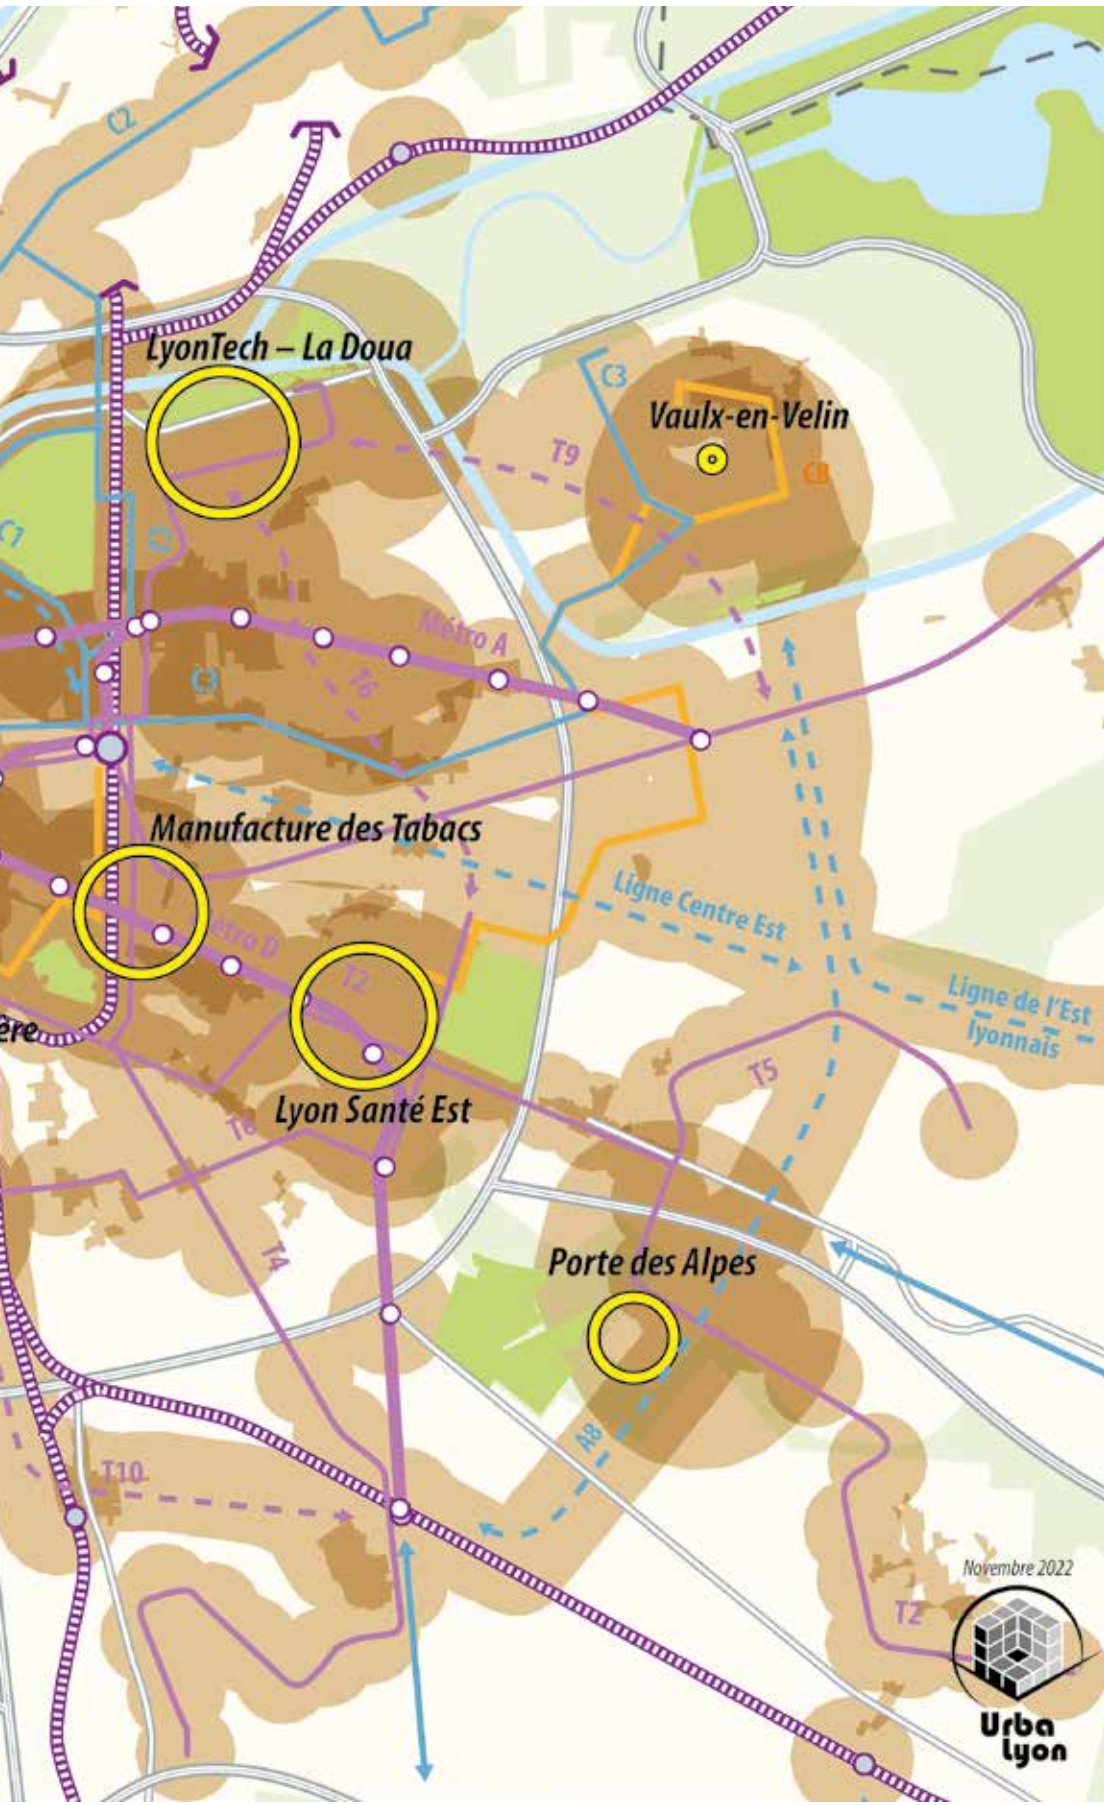 C2
LyonTech – La Doua
C3
Vaulx-en-Velin
T9
C8
C1
C2
Métro A
T6
C3
Manufacture des Tabacs
Ligne Centre Est
Métro D
T2
Ligne de l'Est
lyonnais
ère
T5
Lyon Santé Est
T6
T4
Porte des Alpes
A8
T10
Novembre 2022
T2
Urba
Lyon